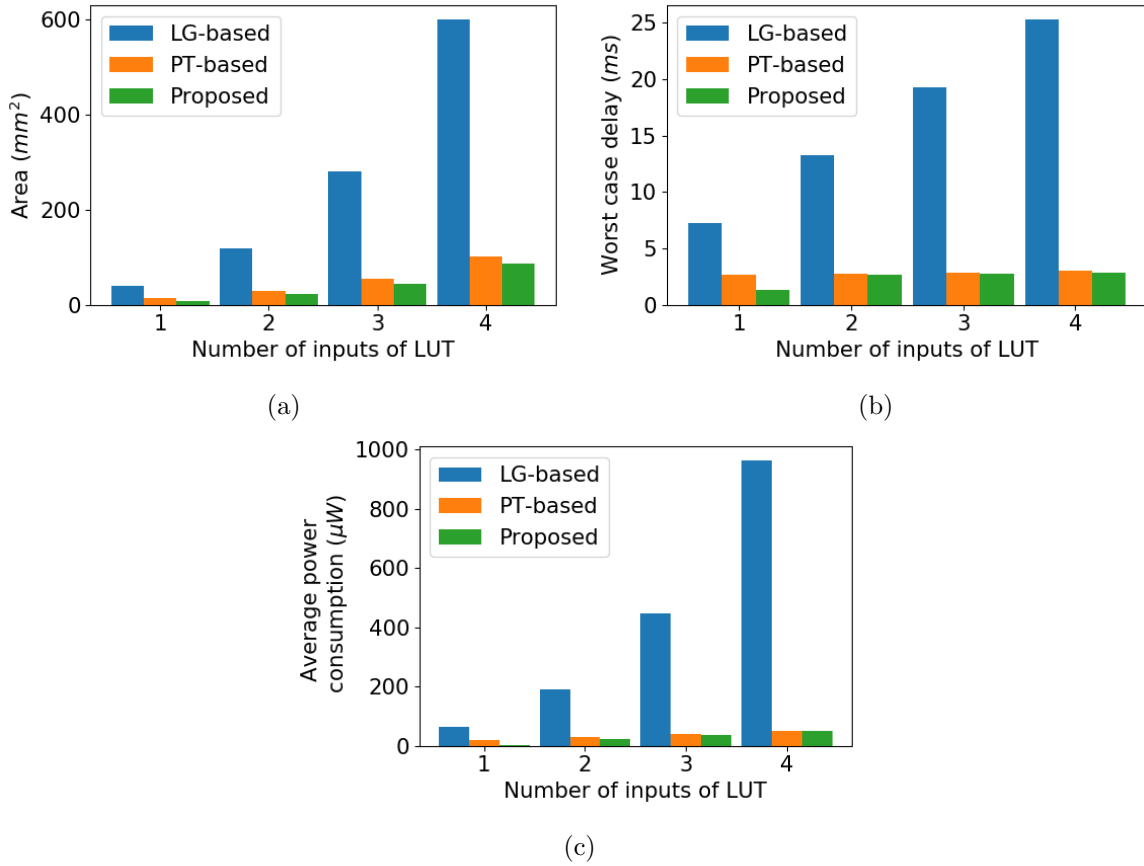 600
400
200
0
Area (mm²)
LG-based
PT-based
Proposed
1 2 3 4
Number of inputs of LUT
(a)
25
20
15
10
5
0
Worst case delay (ms)
LG-based
PT-based
Proposed
1 2 3 4
Number of inputs of LUT
(b)
1000
800
600
400
200
0
Average power
consumption (µW)
LG-based
PT-based
Proposed
1 2 3 4
Number of inputs of LUT
(c)